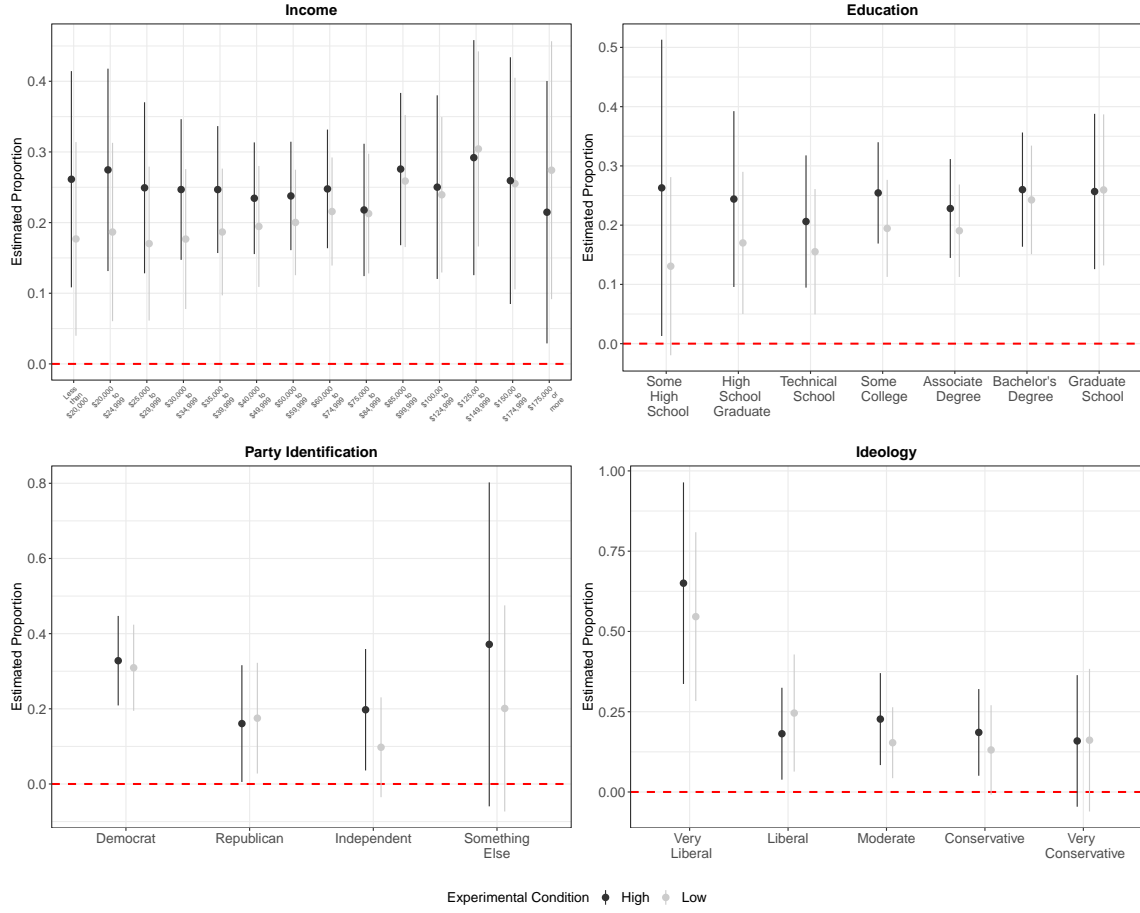 Income
Estimated Proportion
0.4
0.3
0.2
0.1
0.0
Less
than
$20,000
$20,000
to
$24,999
$25,000
to
$29,999
$30,000
to
$34,999
$35,000
to
$39,999
$40,000
to
$49,999
$50,000
to
$59,999
$60,000
to
$74,999
$75,000
to
$84,999
$85,000
to
$99,999
$100,00
to
$124,999
$125,00
to
$149,999
$150,00
to
$174,999
$175,000
or
more
Education
Estimated Proportion
0.5
0.4
0.3
0.2
0.1
0.0
Some
High
School
High
School
Graduate
Technical
School
Some
College
Associate
Degree
Bachelor's
Degree
Graduate
School
Party Identification
Estimated Proportion
0.8
0.6
0.4
0.2
0.0
Democrat
Republican
Independent
Something
Else
Ideology
Estimated Proportion
1.00
0.75
0.50
0.25
0.00
Very
Liberal
Liberal
Moderate
Conservative
Very
Conservative
Experimental Condition High Low